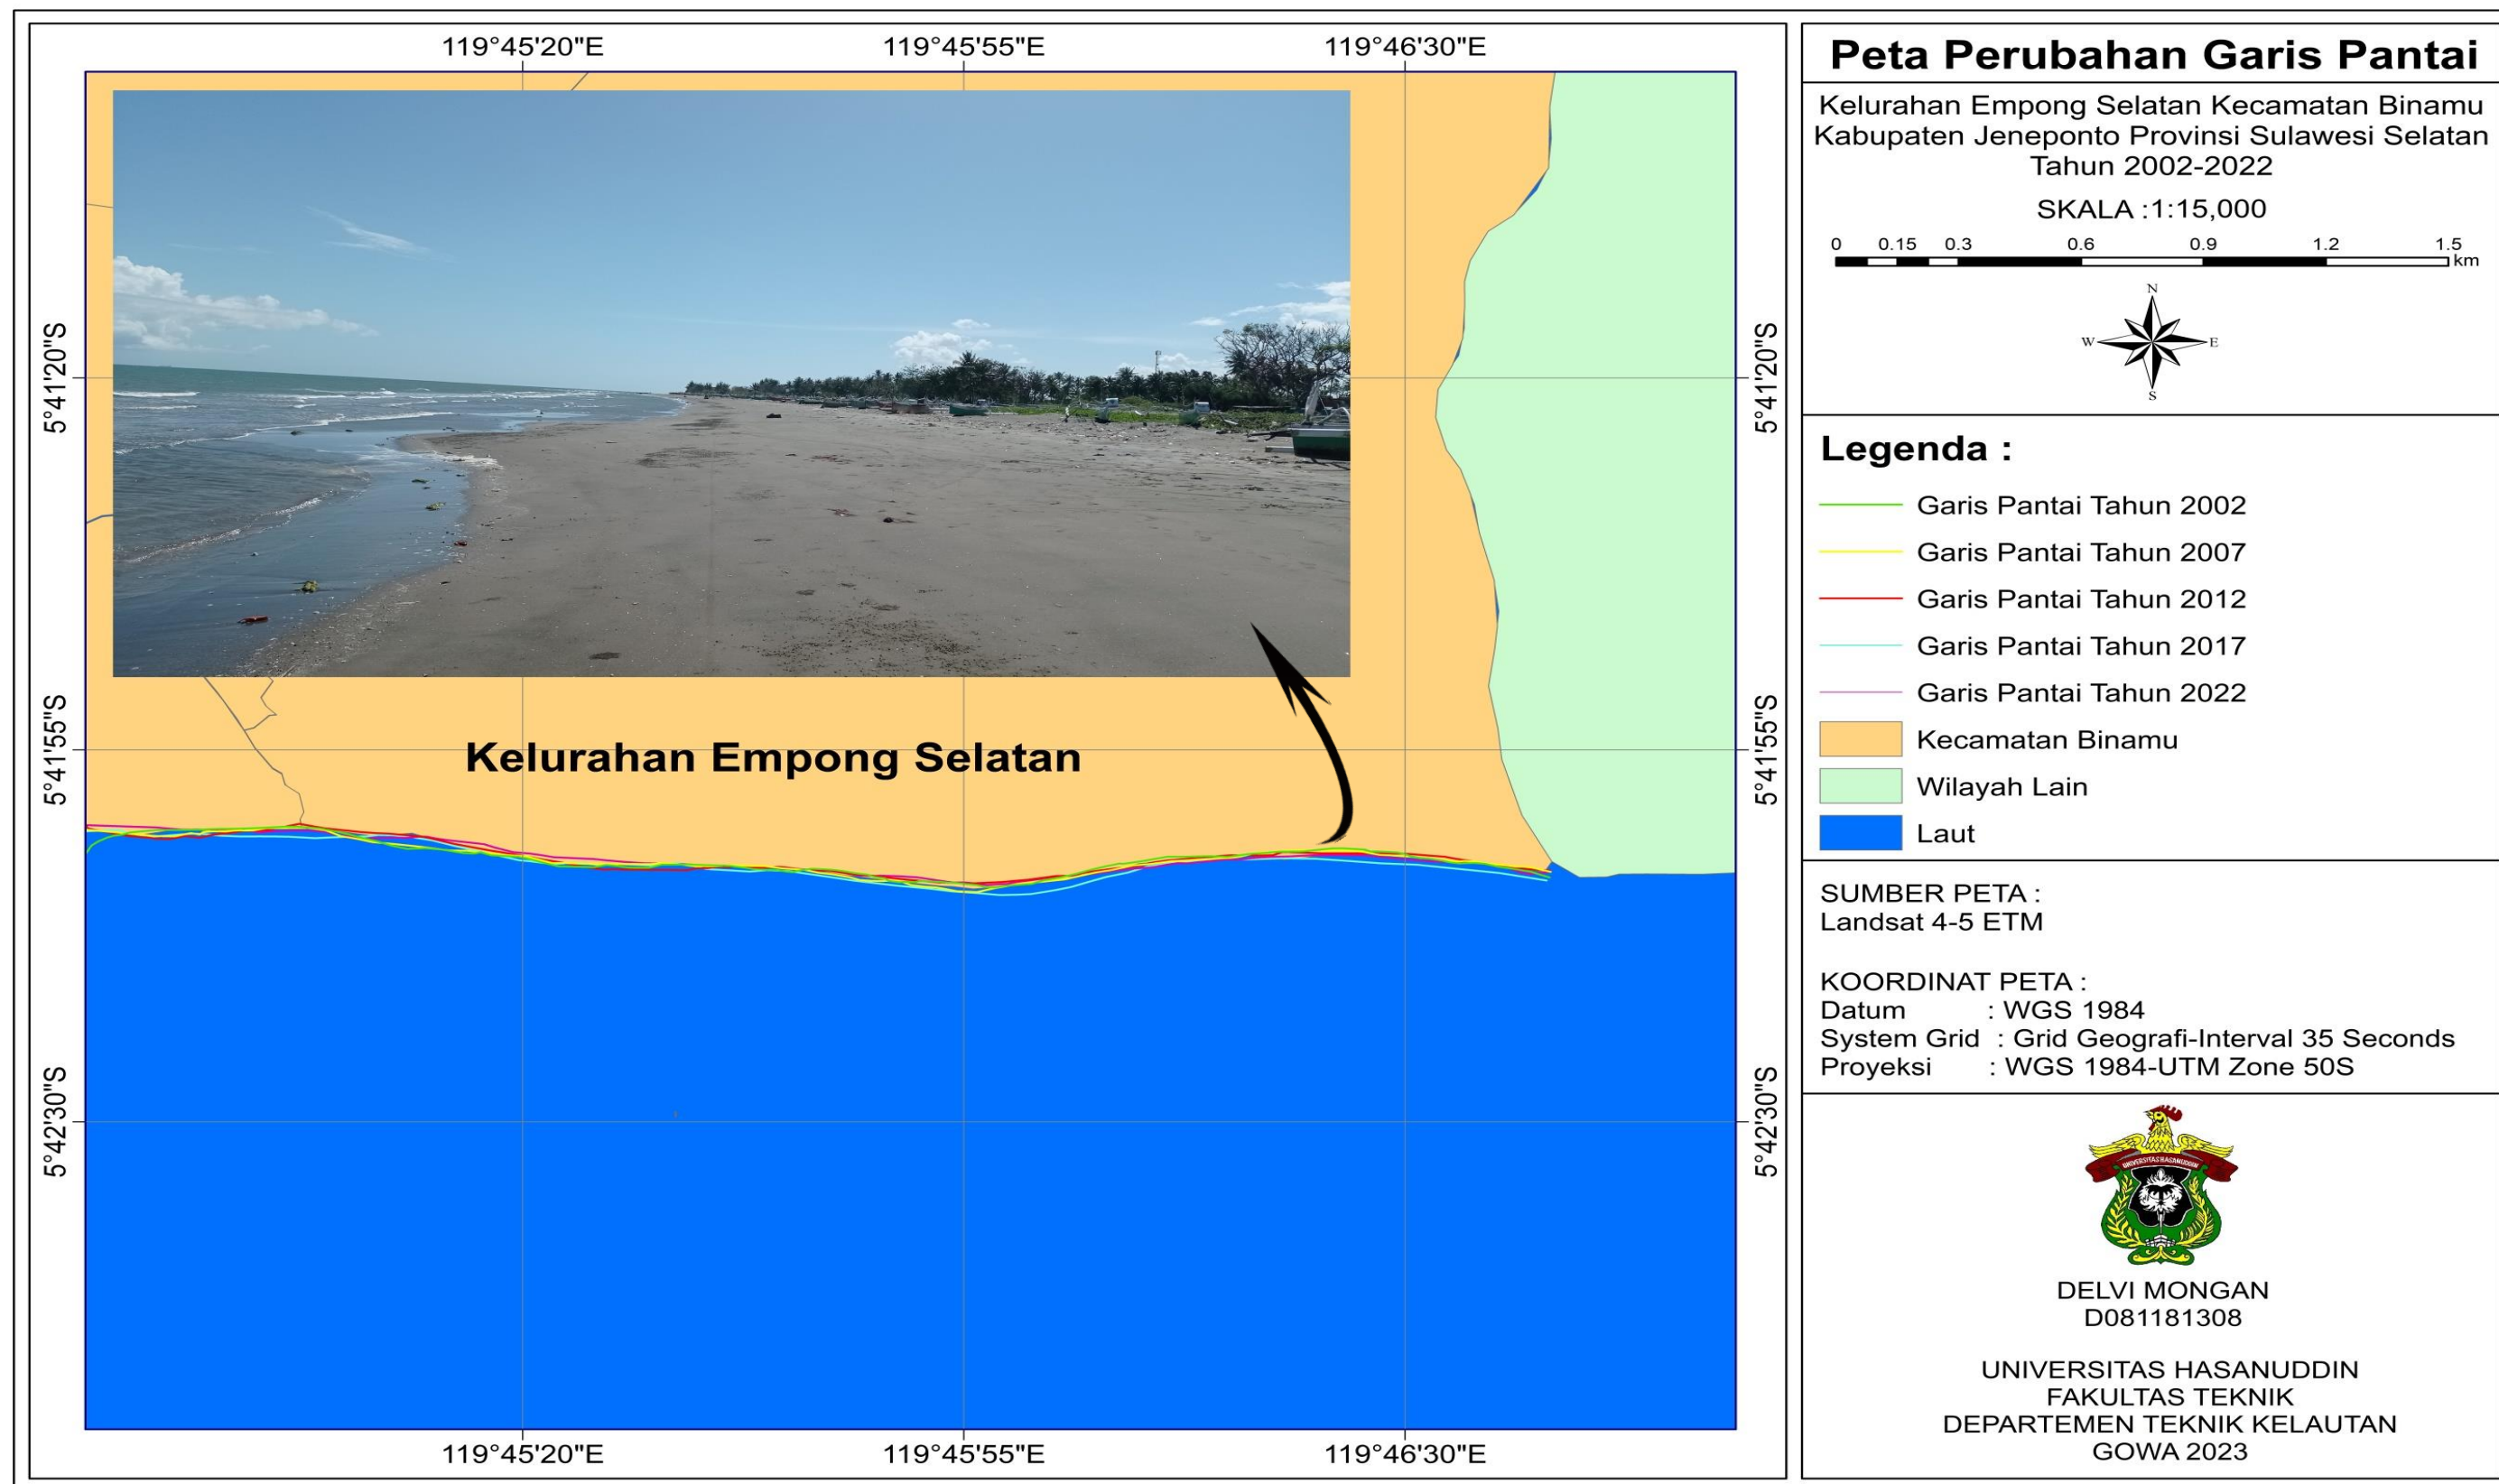 119°45'20"E
119°45'55"E
119°46'30"E
5°41'20"S
5°41'20"S
5°41'55"S
5°41'55"S
Kelurahan Empong Selatan
5°42'30"S
5°42'30"S
119°45'20"E
119°45'55"E
119°46'30"E
Peta Perubahan Garis Pantai
Kelurahan Empong Selatan Kecamatan Binamu
Kabupaten Jeneponto Provinsi Sulawesi Selatan
Tahun 2002-2022
SKALA :1:15,000
0 0.15 0.3 0.6 0.9 1.2 1.5
km
N
W E
S
Legenda :
Garis Pantai Tahun 2002
Garis Pantai Tahun 2007
Garis Pantai Tahun 2012
Garis Pantai Tahun 2017
Garis Pantai Tahun 2022
Kecamatan Binamu
Wilayah Lain
Laut
SUMBER PETA :
Landsat 4-5 ETM
KOORDINAT PETA :
Datum : WGS 1984
System Grid : Grid Geografi-Interval 35 Seconds
Proyeksi : WGS 1984-UTM Zone 50S
UNIVERSITAS HASANUDDIN
DELVI MONGAN
D081181308
UNIVERSITAS HASANUDDIN
FAKULTAS TEKNIK
DEPARTEMEN TEKNIK KELAUTAN
GOWA 2023